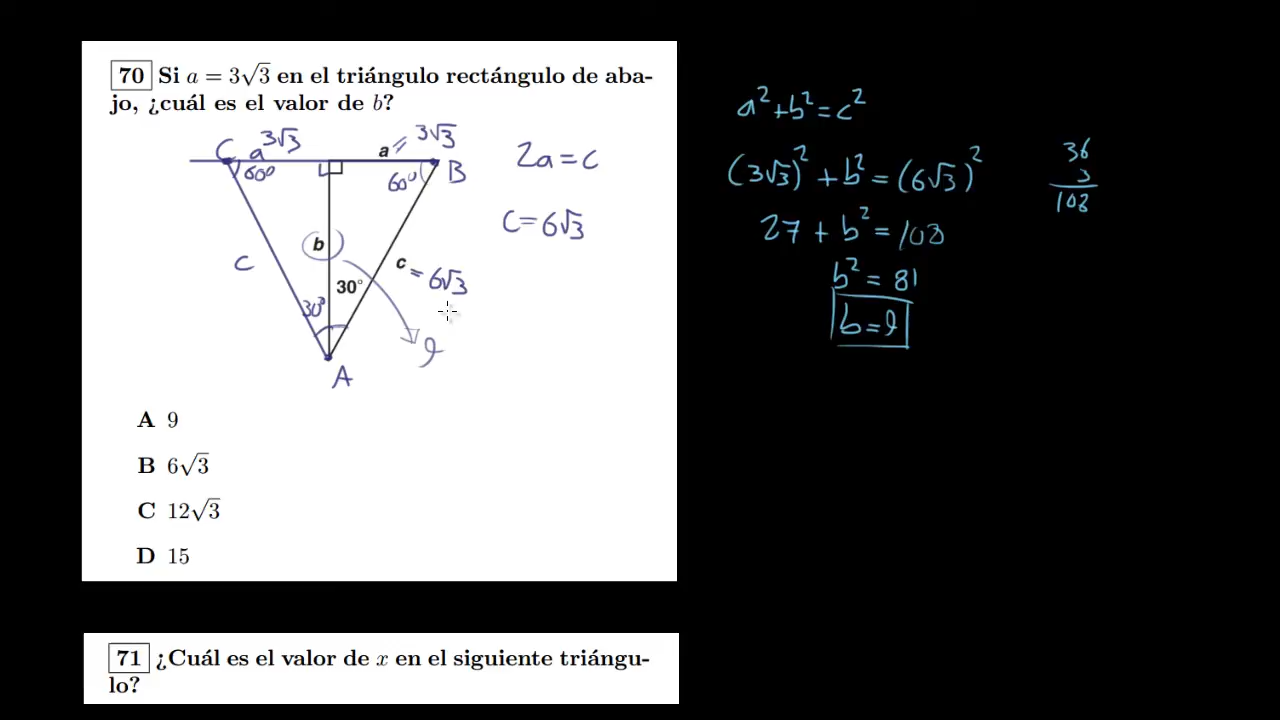 70 Si a = 3√3 en el triángulo rectángulo de aba-
jo, ¿cuál es el valor de b?
C a 3√3
a = 3√3
60°
60° B
b
30°
30°
c
c = 6√3
9
A
2a = c
c = 6√3
A 9
B 6√3
C 12√3
D 15
a² + b² = c²
(3√3)² + b² = (6√3)²
27 + b² = 108
b² = 81
b = 9
36
3
108
71 ¿Cuál es el valor de x en el siguiente triángu-
lo?